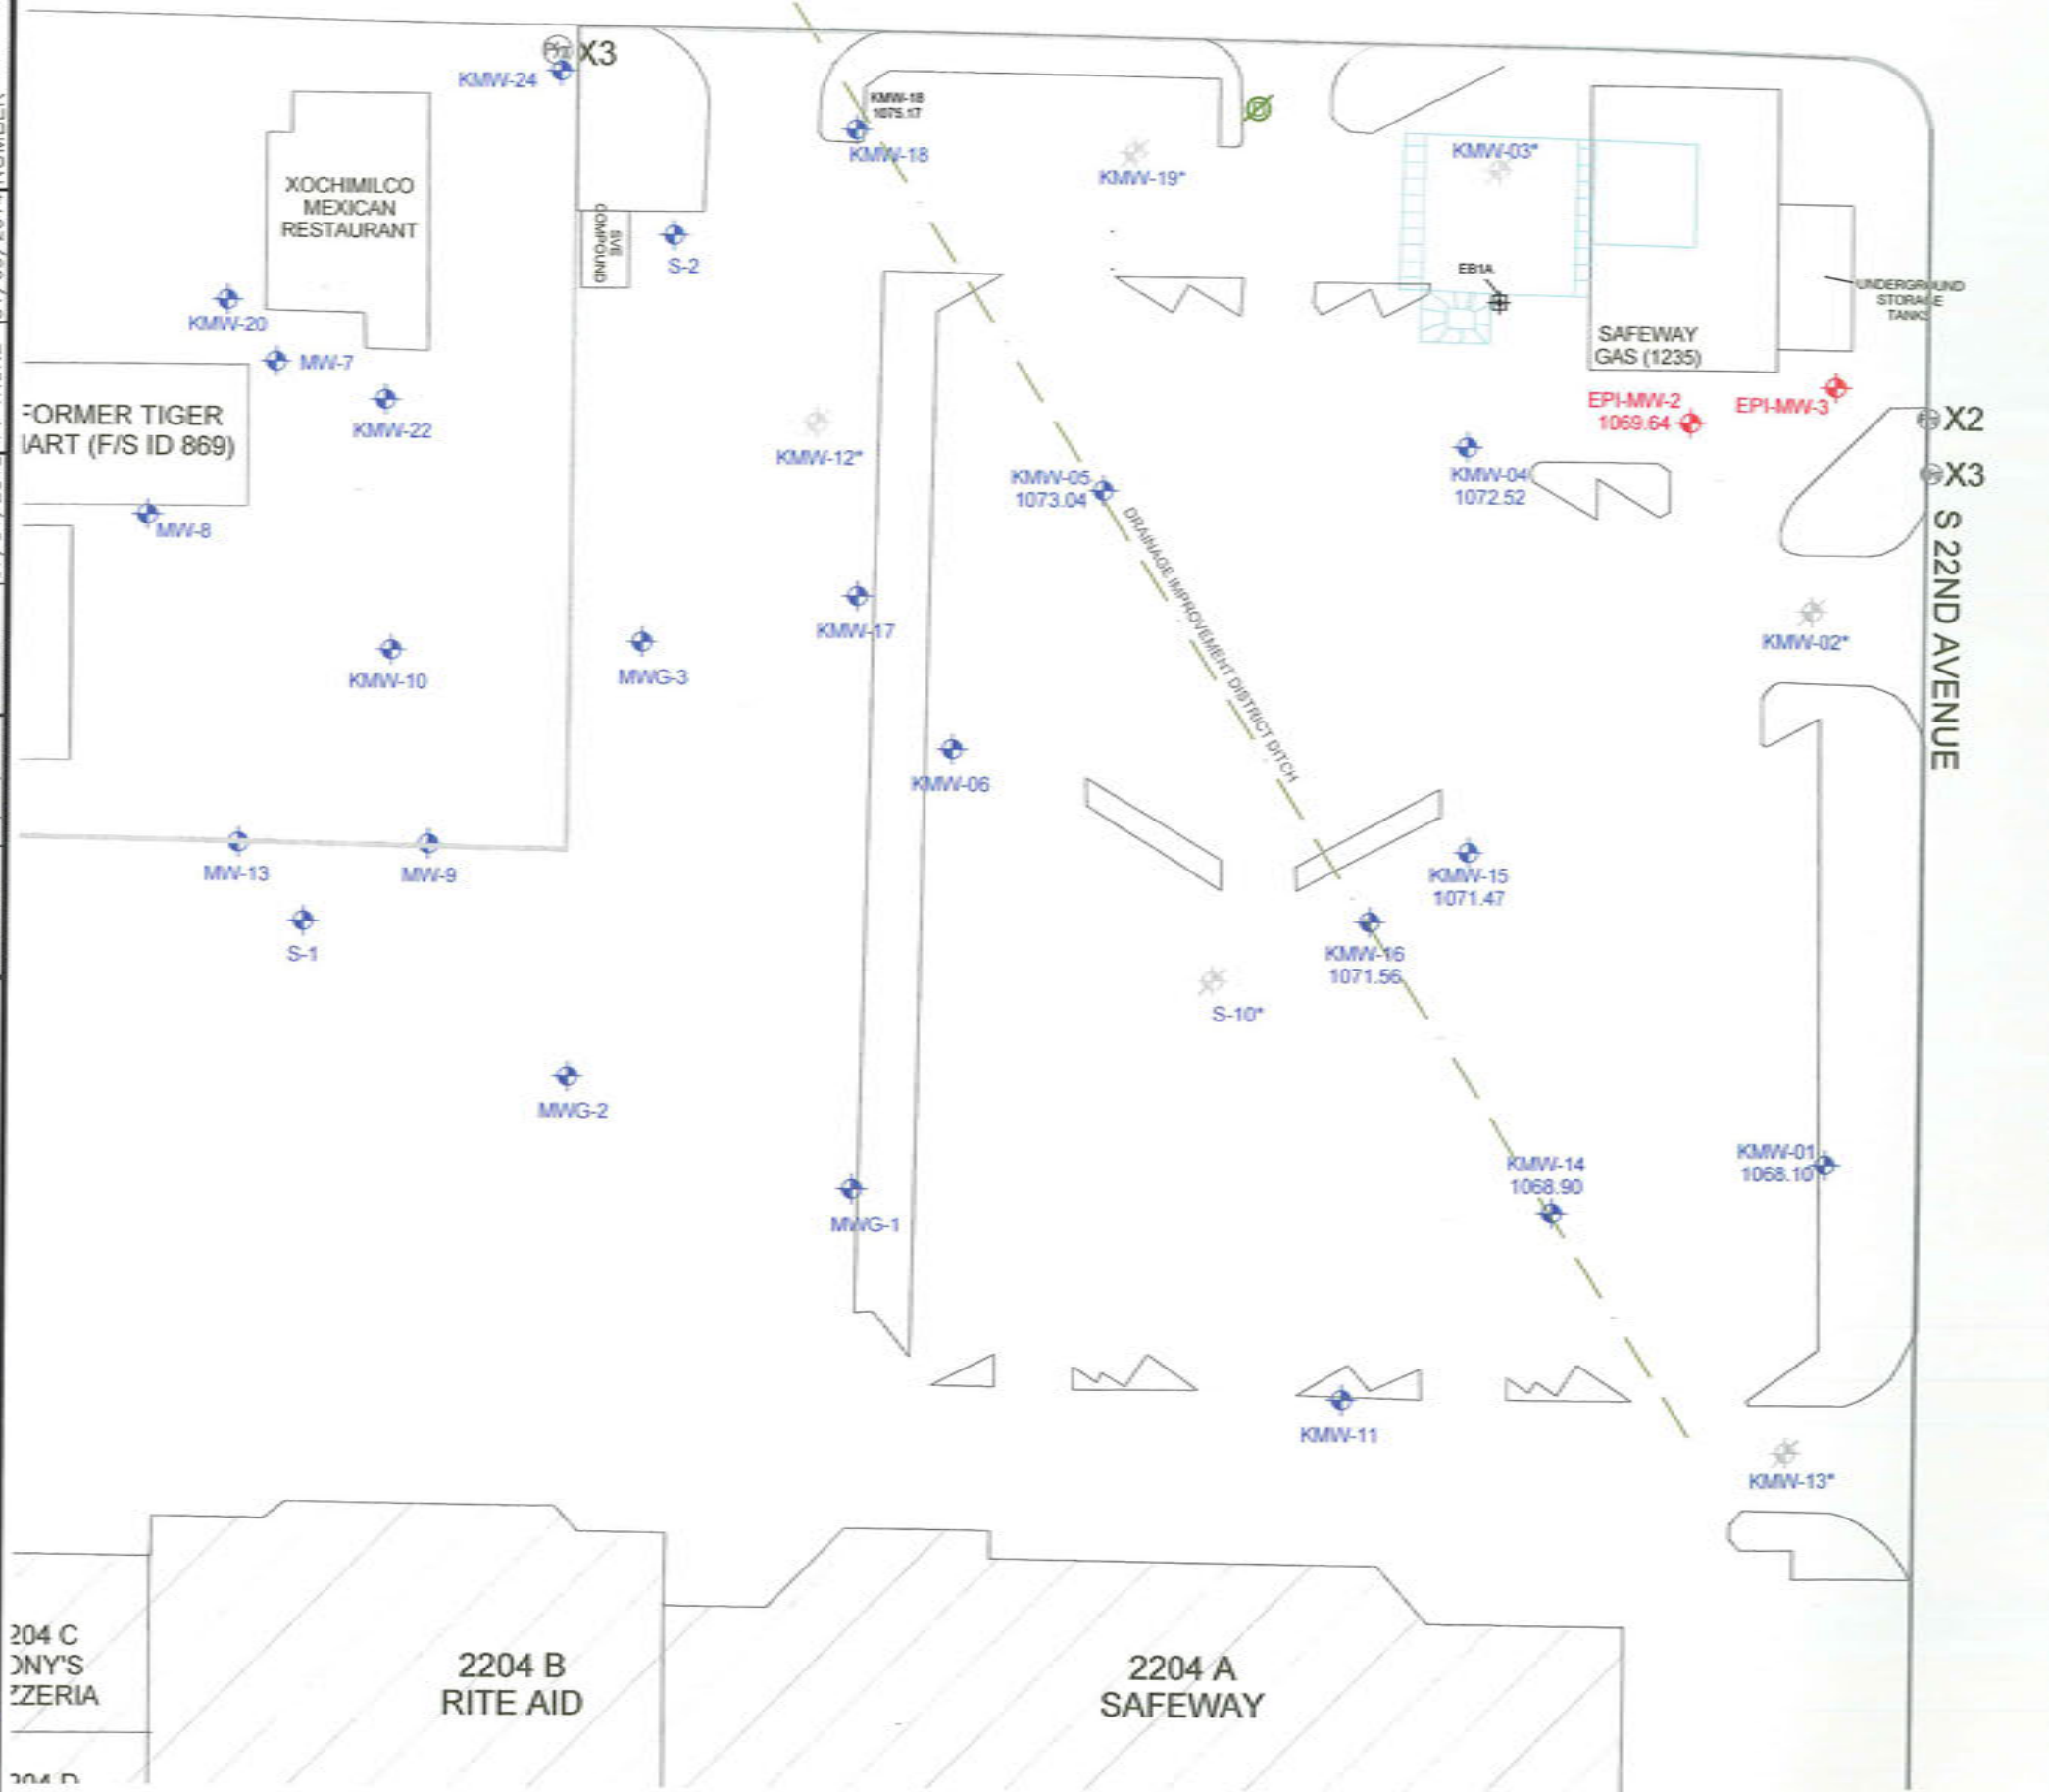 X3
KMW-24
KMW-18
1075.17
KMW-18
KMW-19*
KMW-03*
XOCHIMILCO
MEXICAN
RESTAURANT
SVE
COMPOUND
S-2
EB1A
UNDERGROUND
STORAGE
TANKS
SAFEWAY
GAS (1235)
KMW-20
MW-7
KMW-22
FORMER TIGER
MART (F/S ID 869)
MW-8
KMW-12*
KMW-05
1073.04
KMW-04
1072.52
EPI-MW-2
1069.64
EPI-MW-3
X2
X3
S 22ND AVENUE
DRAINAGE IMPROVEMENT DISTRICT DITCH
KMW-17
KMW-02*
KMW-10
MWG-3
KMW-06
MW-13
MW-9
KMW-15
1071.47
S-1
KMW-16
1071.56
S-10*
MWG-2
KMW-01
1068.10
KMW-14
1068.90
MWG-1
KMW-11
KMW-13*
204 C
ONY'S
ZZERIA
2204 B
RITE AID
2204 A
SAFEWAY
204 D